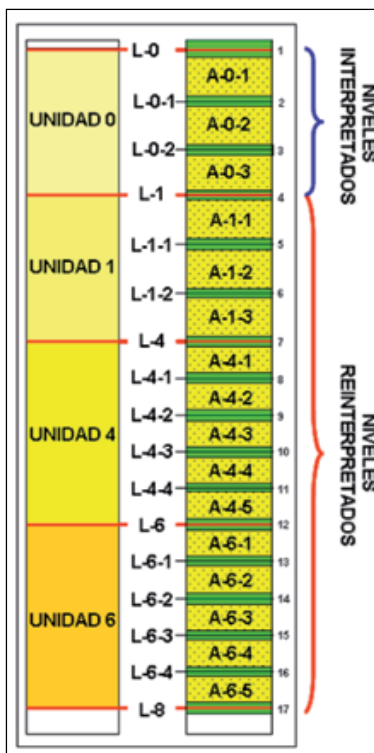 L-0
1
A-0-1
L-0-1
2
UNIDAD 0
A-0-2
L-0-2
3
A-0-3
L-1
4
A-1-1
L-1-1
5
UNIDAD 1
A-1-2
L-1-2
6
A-1-3
L-4
7
A-4-1
L-4-1
8
A-4-2
L-4-2
9
UNIDAD 4
A-4-3
L-4-3
10
A-4-4
L-4-4
11
A-4-5
L-6
12
A-6-1
L-6-1
13
A-6-2
L-6-2
14
UNIDAD 6
A-6-3
L-6-3
15
A-6-4
L-6-4
16
A-6-5
L-8
17
NIVELES
INTERPRETADOS
NIVELES
REINTERPRETADOS